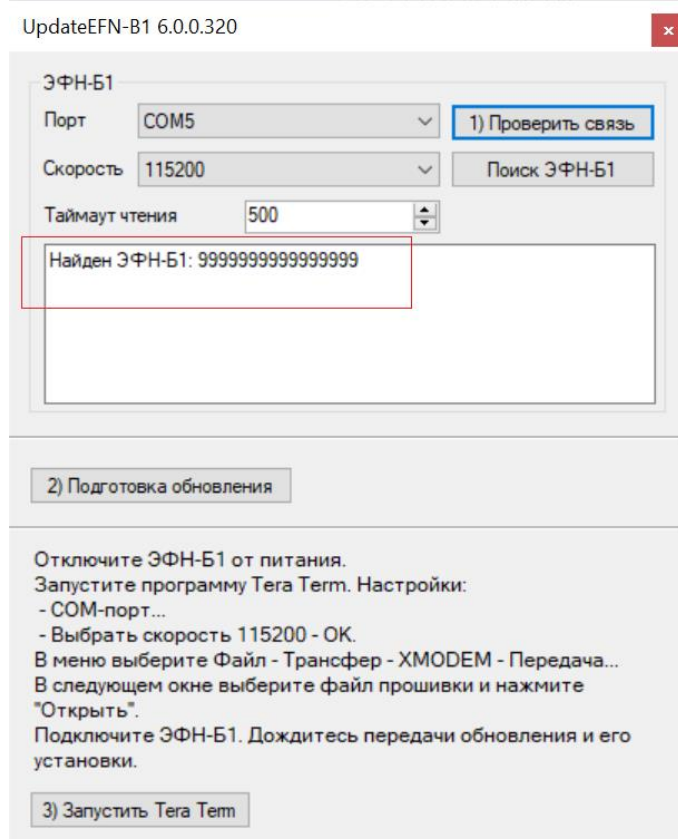 UpdateEFN-B1 6.0.0.320
x
ЭФН-Б1
Порт
COM5
1) Проверить связь
Скорость
115200
Поиск ЭФН-Б1
Таймаут чтения
500
Найден ЭФН-Б1: 9999999999999999
2) Подготовка обновления
Отключите ЭФН-Б1 от питания.
Запустите программу Tera Term. Настройки:
- COM-порт...
- Выбрать скорость 115200 - ОК.
В меню выберите Файл - Трансфер - XMODEM - Передача...
В следующем окне выберите файл прошивки и нажмите
"Открыть".
Подключите ЭФН-Б1. Дождитесь передачи обновления и его
установки.
3) Запустить Tera Term